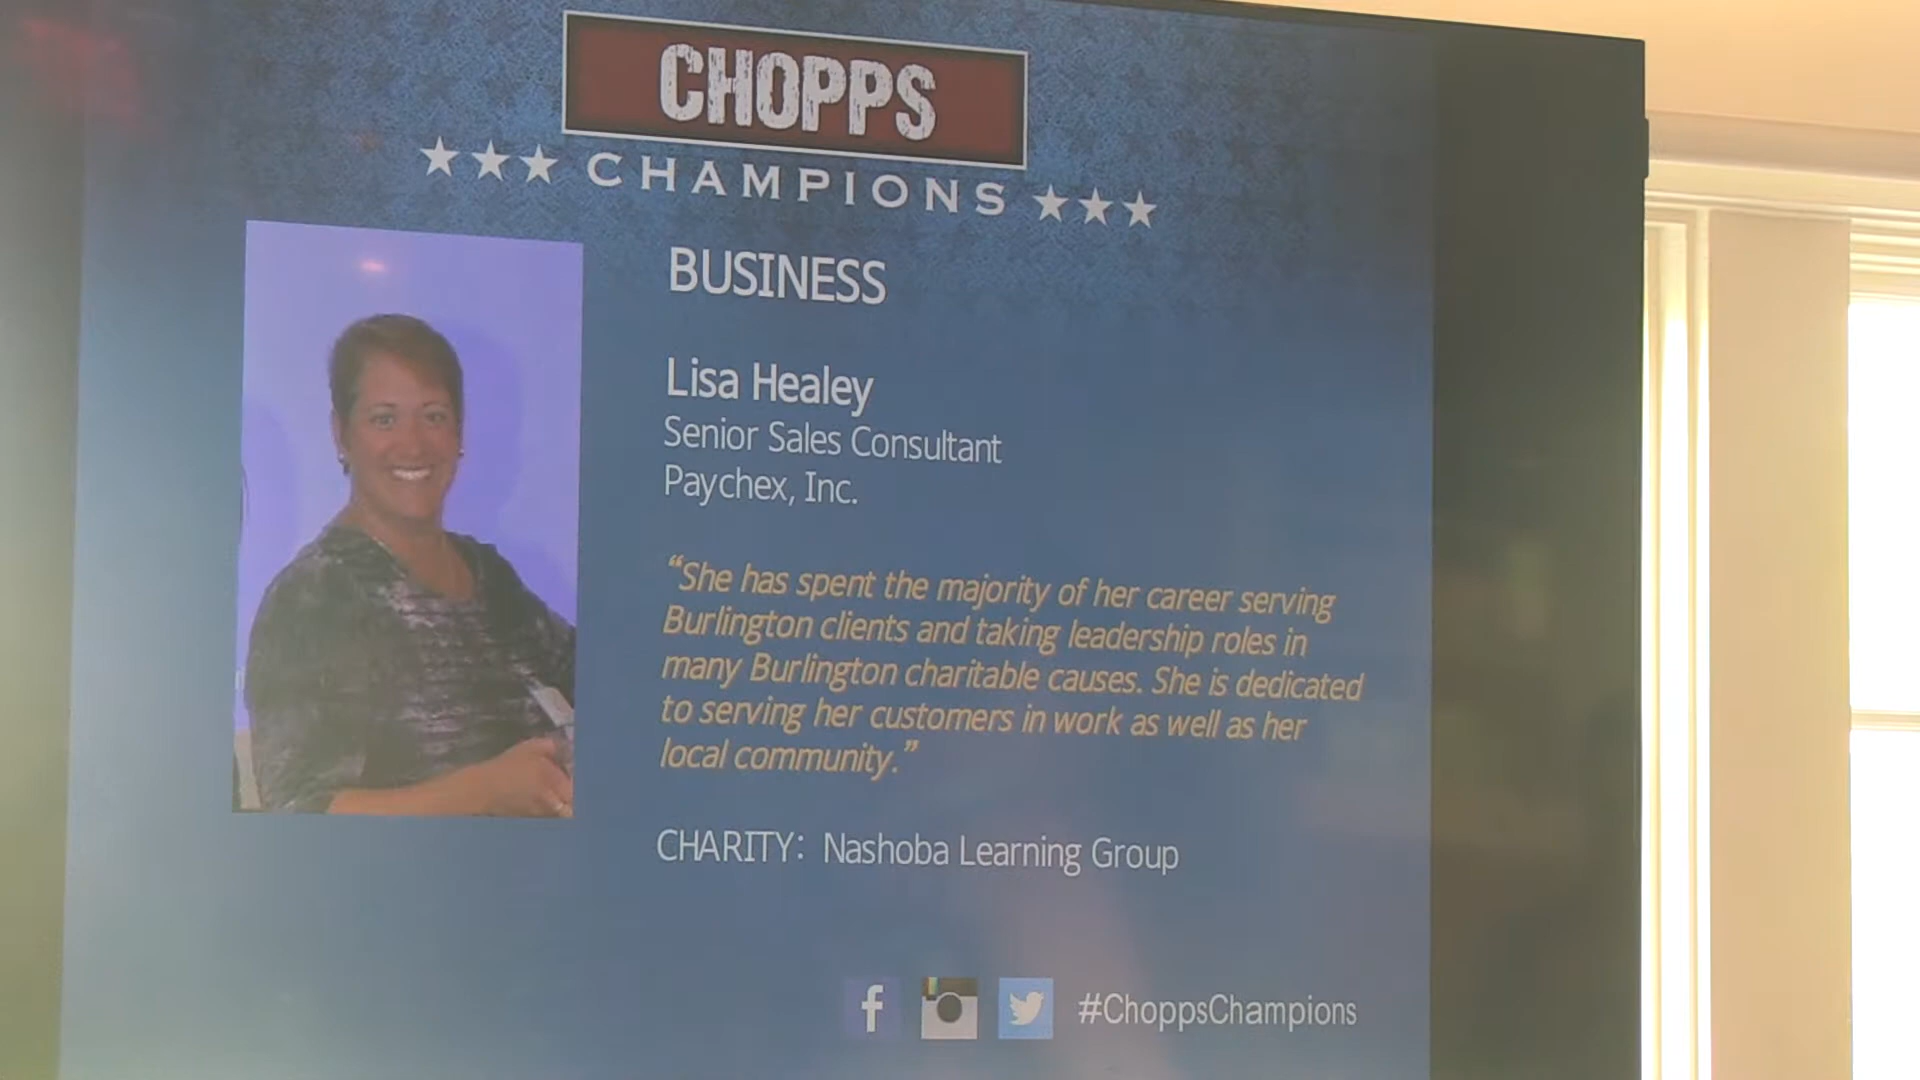 CHOPPS
CHAMPIONS
BUSINESS
Lisa Healey
Senior Sales Consultant
Paychex, Inc.
“She has spent the majority of her career serving
Burlington clients and taking leadership roles in
many Burlington charitable causes. She is dedicated
to serving her customers in work as well as her
local community.”
CHARITY: Nashoba Learning Group
#ChoppsChampions